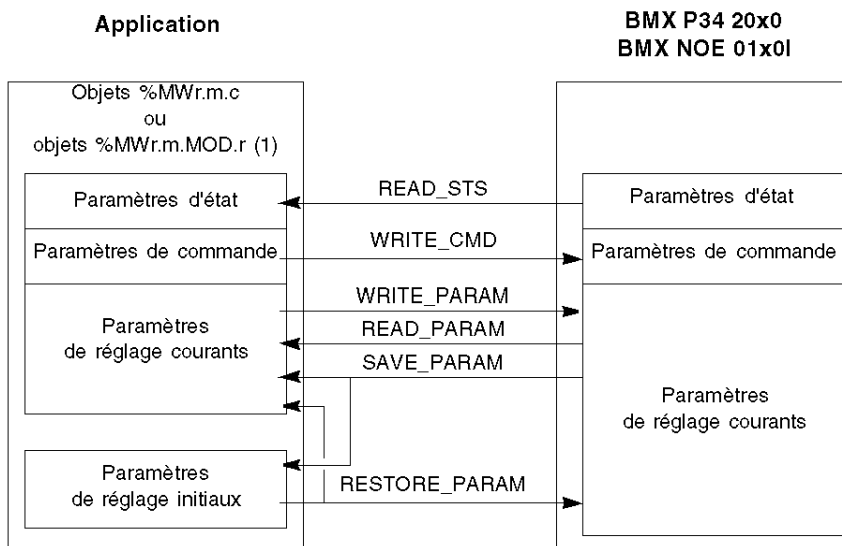 Application
BMX P34 20x0
BMX NOE 01x0I
Objets %MWr.m.c
ou
objets %MWr.m.MOD.r (1)
Paramètres d'état
READ_STS
Paramètres d'état
Paramètres de commande
WRITE_CMD
Paramètres de commande
WRITE_PARAM
Paramètres
de réglage courants
READ_PARAM
SAVE_PARAM
Paramètres
de réglage courants
Paramètres
de réglage initiaux
RESTORE_PARAM